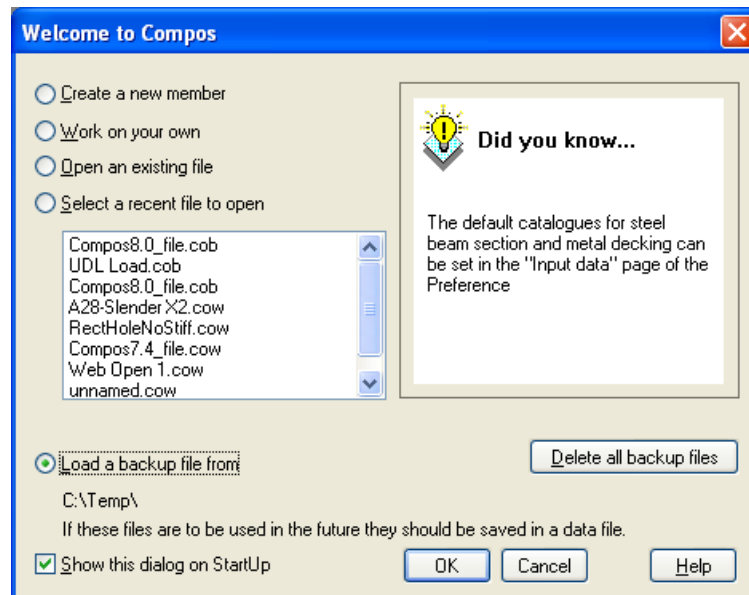 Welcome to Compos
Create a new member
Work on your own
Open an existing file
Select a recent file to open
Compos8.0_file.cob
UDL Load.cob
Compos8.0_file.cob
A28-Slender X2.cow
RectHoleNoStiff.cow
Compos7.4_file.cow
Web Open 1.cow
unnamed.cow
Did you know...
The default catalogues for steel
beam section and metal decking can
be set in the "Input data" page of the
Preference
Load a backup file from
Delete all backup files
C:\Temp\
If these files are to be used in the future they should be saved in a data file.
Show this dialog on StartUp
OK
Cancel
Help